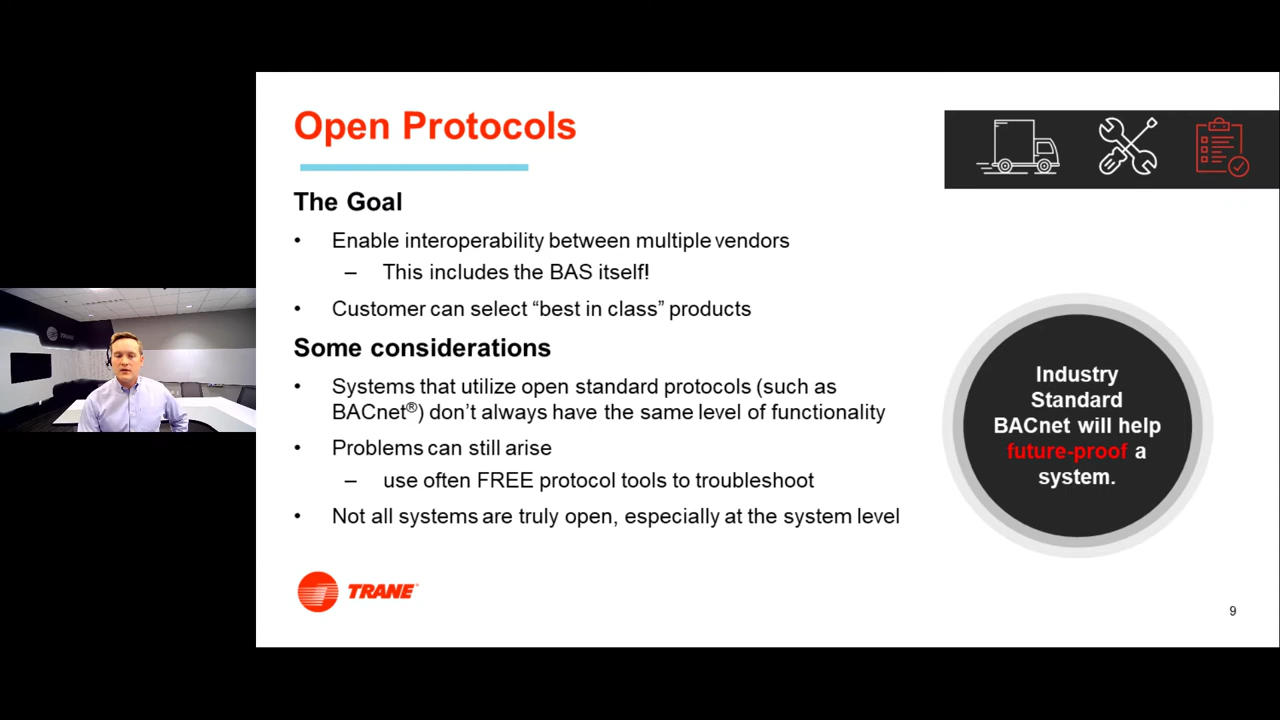 Open Protocols
The Goal
• Enable interoperability between multiple vendors
– This includes the BAS itself!
• Customer can select “best in class” products
Some considerations
• Systems that utilize open standard protocols (such as
BACnet®) don’t always have the same level of functionality
• Problems can still arise
– use often FREE protocol tools to troubleshoot
• Not all systems are truly open, especially at the system level
Industry
Standard
BACnet will help
future-proof a
system.
TRANE
TRANE
9